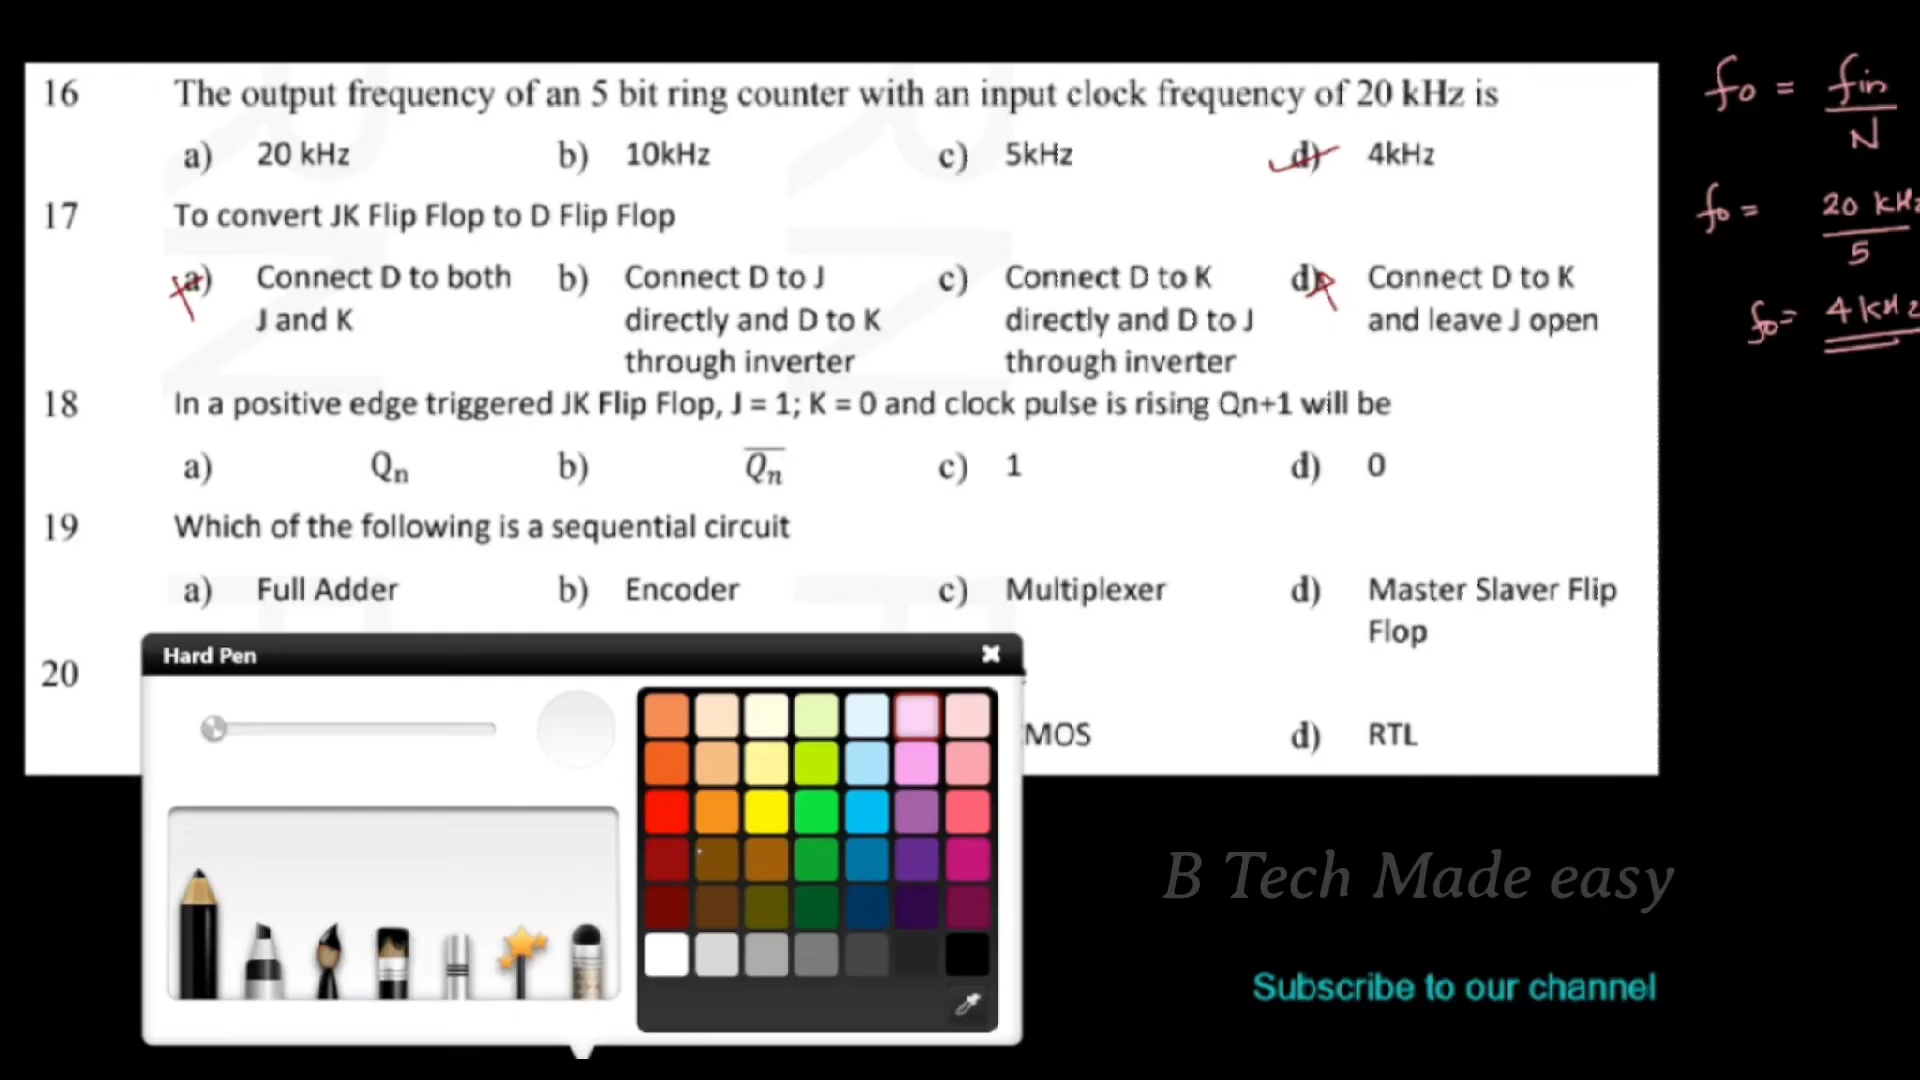 16 The output frequency of an 5 bit ring counter with an input clock frequency of 20 kHz is
a) 20 kHz b) 10kHz c) 5kHz d) 4kHz
17 To convert JK Flip Flop to D Flip Flop
a) Connect D to both b) Connect D to J c) Connect D to K d) Connect D to K
J and K directly and D to K directly and D to J and leave J open
through inverter through inverter
18 In a positive edge triggered JK Flip Flop, J = 1; K = 0 and clock pulse is rising Qn+1 will be
a) Qn b) Q̅n c) 1 d) 0
19 Which of the following is a sequential circuit
a) Full Adder b) Encoder c) Multiplexer d) Master Slaver Flip
Flop
20
MOS d) RTL
fo = fin
N
fo = 20 kHz
5
fo = 4 kHz
Hard Pen
B Tech Made easy
Subscribe to our channel